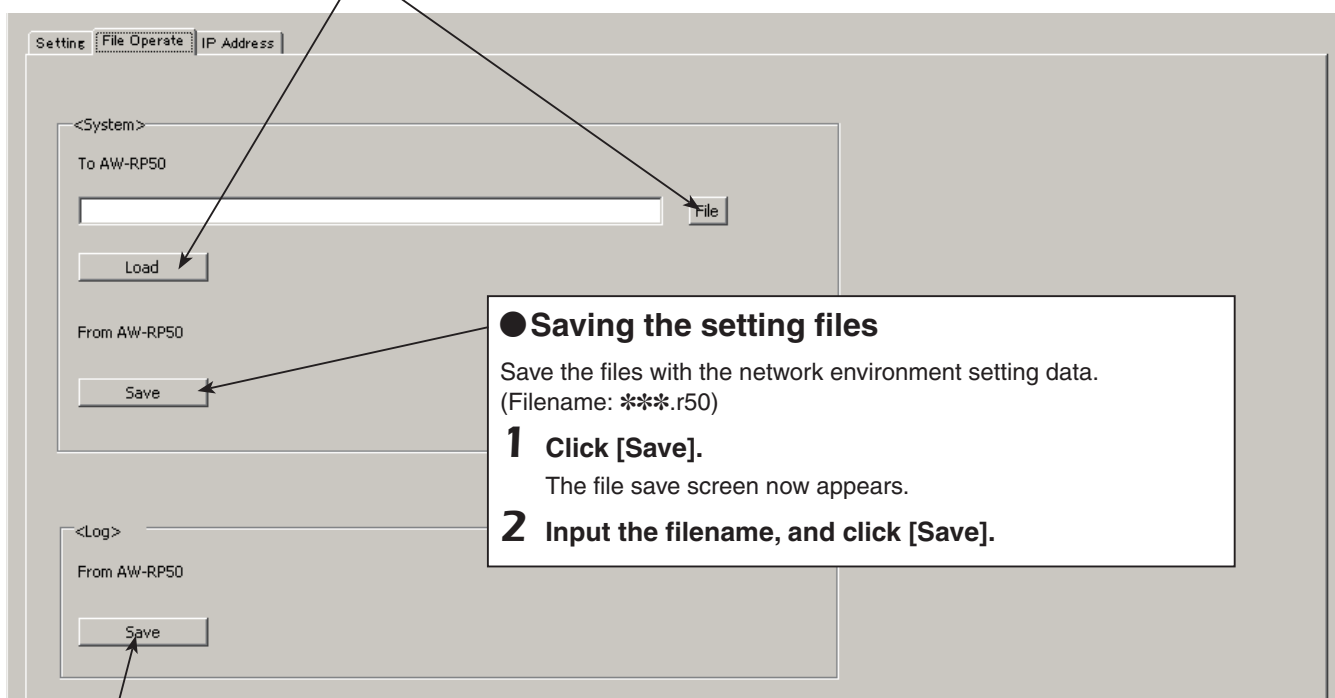 Setting File Operate IP Address
<System>
To AW-RP50
File
Load
From AW-RP50
Save
●Saving the setting files
Save the files with the network environment setting data.
(Filename: ✽✽✽.r50)
1 Click [Save].
The file save screen now appears.
2 Input the filename, and click [Save].
<Log>
From AW-RP50
Save